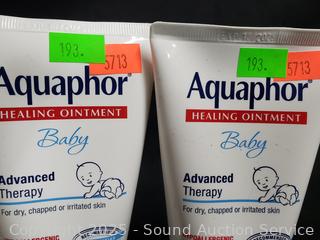 193.
5713
Aquaphor
HEALING OINTMENT
Baby
Advanced
Therapy
For dry, chapped or irritated skin
193.
5713
Aquaphor
HEALING OINTMENT
Baby
Advanced
Therapy
For dry, chapped or irritated skin
Copyright 2025 - Sound Auction Service